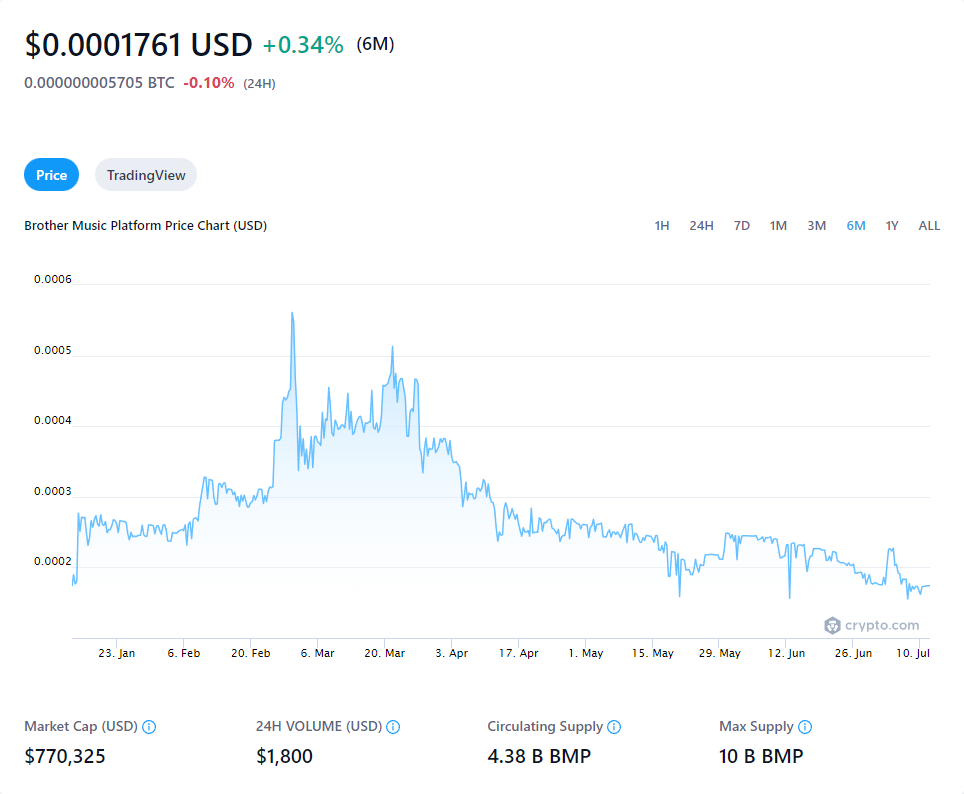 $0.0001761 USD +0.34% (6M)
0.000000005705 BTC -0.10% (24H)
Price TradingView
Brother Music Platform Price Chart (USD) 1H 24H 7D 1M 3M 6M 1Y ALL
0.0006
0.0005
0.0004
0.0003
0.0002
crypto.com
23. Jan 6. Feb 20. Feb 6. Mar 20. Mar 3. Apr 17. Apr 1. May 15. May 29. May 12. Jun 26. Jun 10. Jul
Market Cap (USD) 24H VOLUME (USD) Circulating Supply Max Supply
$770,325 $1,800 4.38 B BMP 10 B BMP